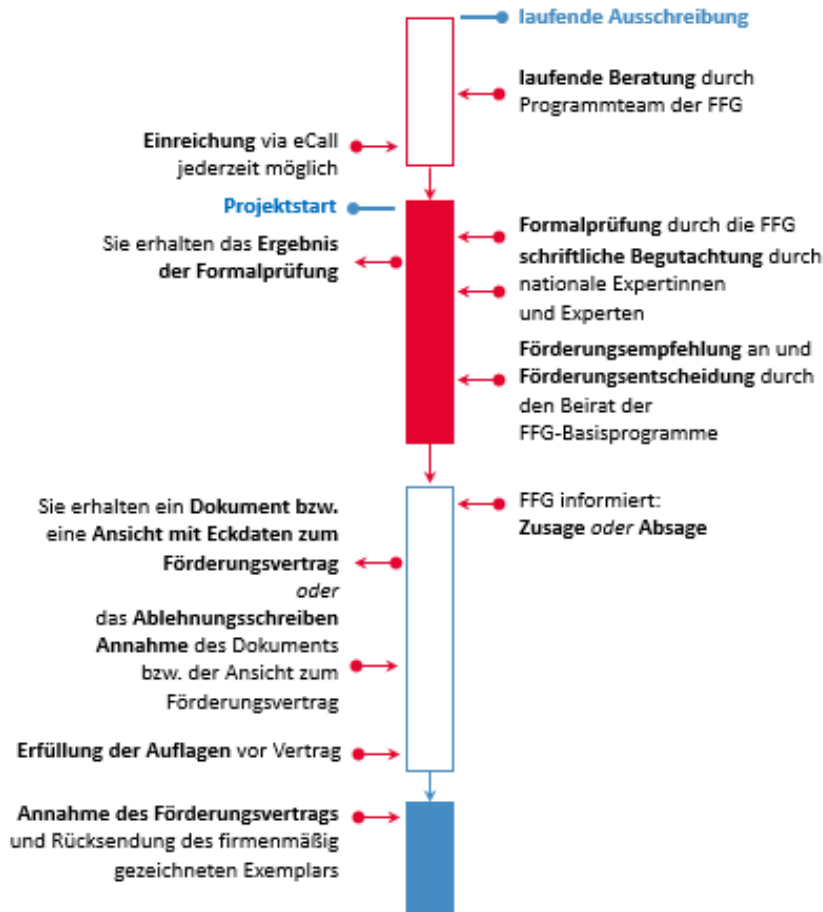 laufende Ausschreibung
laufende Beratung durch
Programmteam der FFG
Einreichung via eCall
jederzeit möglich
Projektstart
Sie erhalten das Ergebnis
der Formalprüfung
Formalprüfung durch die FFG
schriftliche Begutachtung durch
nationale Expertinnen
und Experten
Förderungsempfehlung an und
Förderungsentscheidung durch
den Beirat der
FFG-Basisprogramme
FFG informiert:
Zusage oder Absage
Sie erhalten ein Dokument bzw.
eine Ansicht mit Eckdaten zum
Förderungsvertrag
oder
das Ablehnungsschreiben
Annahme des Dokuments
bzw. der Ansicht zum
Förderungsvertrag
Erfüllung der Auflagen vor Vertrag
Annahme des Förderungsvertrags
und Rücksendung des firmenmäßig
gezeichneten Exemplars